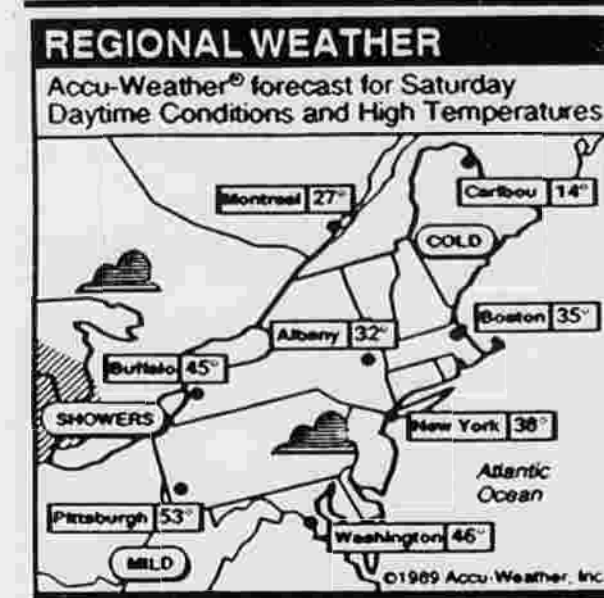 REGIONAL WEATHER
Accu-Weather® forecast for Saturday
Daytime Conditions and High Temperatures
Montreal 27°
Caribou 14°
COLD
Boston 35°
Albany 32°
Buffalo 45°
SHOWERS
New York 38°
Atlantic
Ocean
Pittsburgh 53°
Washington 46°
MILD
©1989 Accu-Weather, Inc.